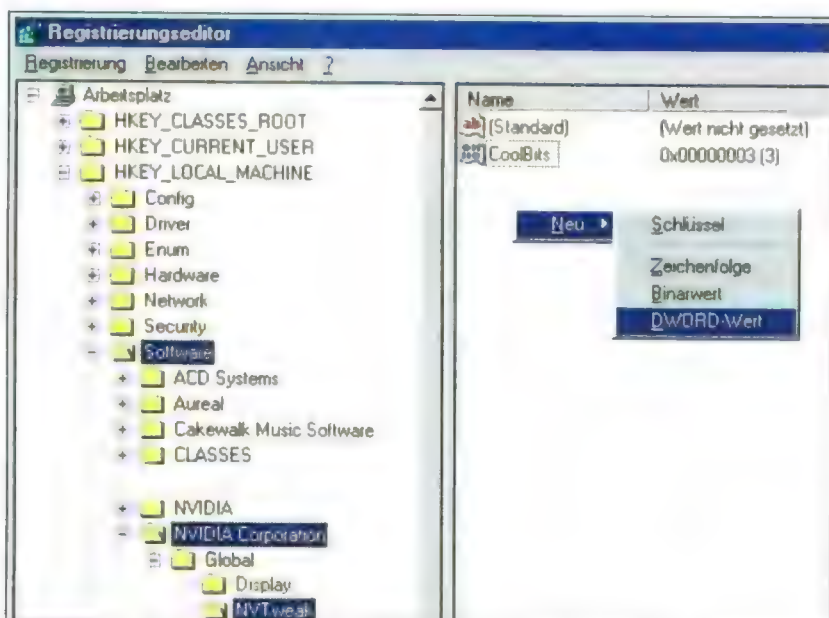 Registrierungseditor
Registrierung Bearbeiten Ansicht ?
Arbeitsplatz
HKEY_CLASSES_ROOT
HKEY_CURRENT_USER
HKEY_LOCAL_MACHINE
Config
Driver
Enum
Hardware
Network
Security
Software
ACD Systems
Aureal
Cakewalk Music Software
CLASSES
NVIDIA
NVIDIA Corporation
Global
Display
NVTweak
Name Wert
ab (Standard) (Wert nicht gesetzt)
CoolBits 0x00000003 (3)
Neu Schlüssel
Zeichenfolge
Binärwert
DWORD-Wert